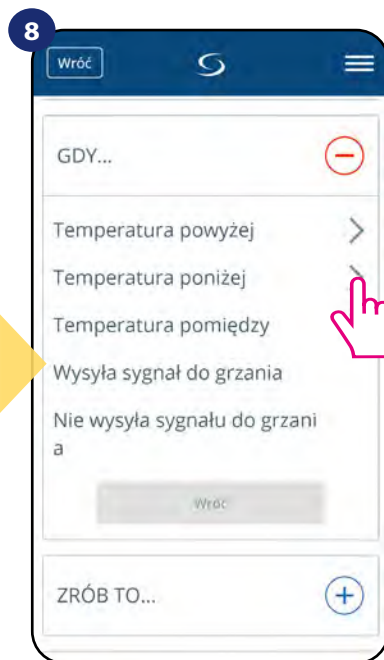 8
Wróć
GDY...
Temperatura powyżej
Temperatura poniżej
Temperatura pomiędzy
Wysyła sygnał do grzania
Nie wysyła sygnału do grzani
a
Wróć
ZRÓB TO...